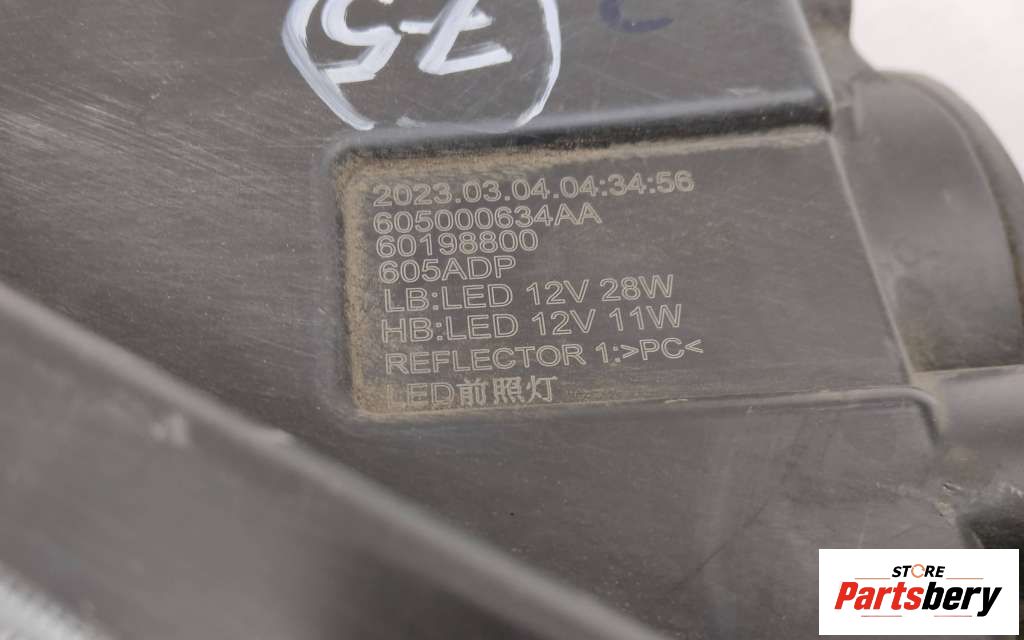 75
2023.03.04.04:34:56
605000634AA
60198800
605ADP
LB:LED 12V 28W
HB:LED 12V 11W
REFLECTOR 1:>PC<
LED前照灯
STORE
Partsbery